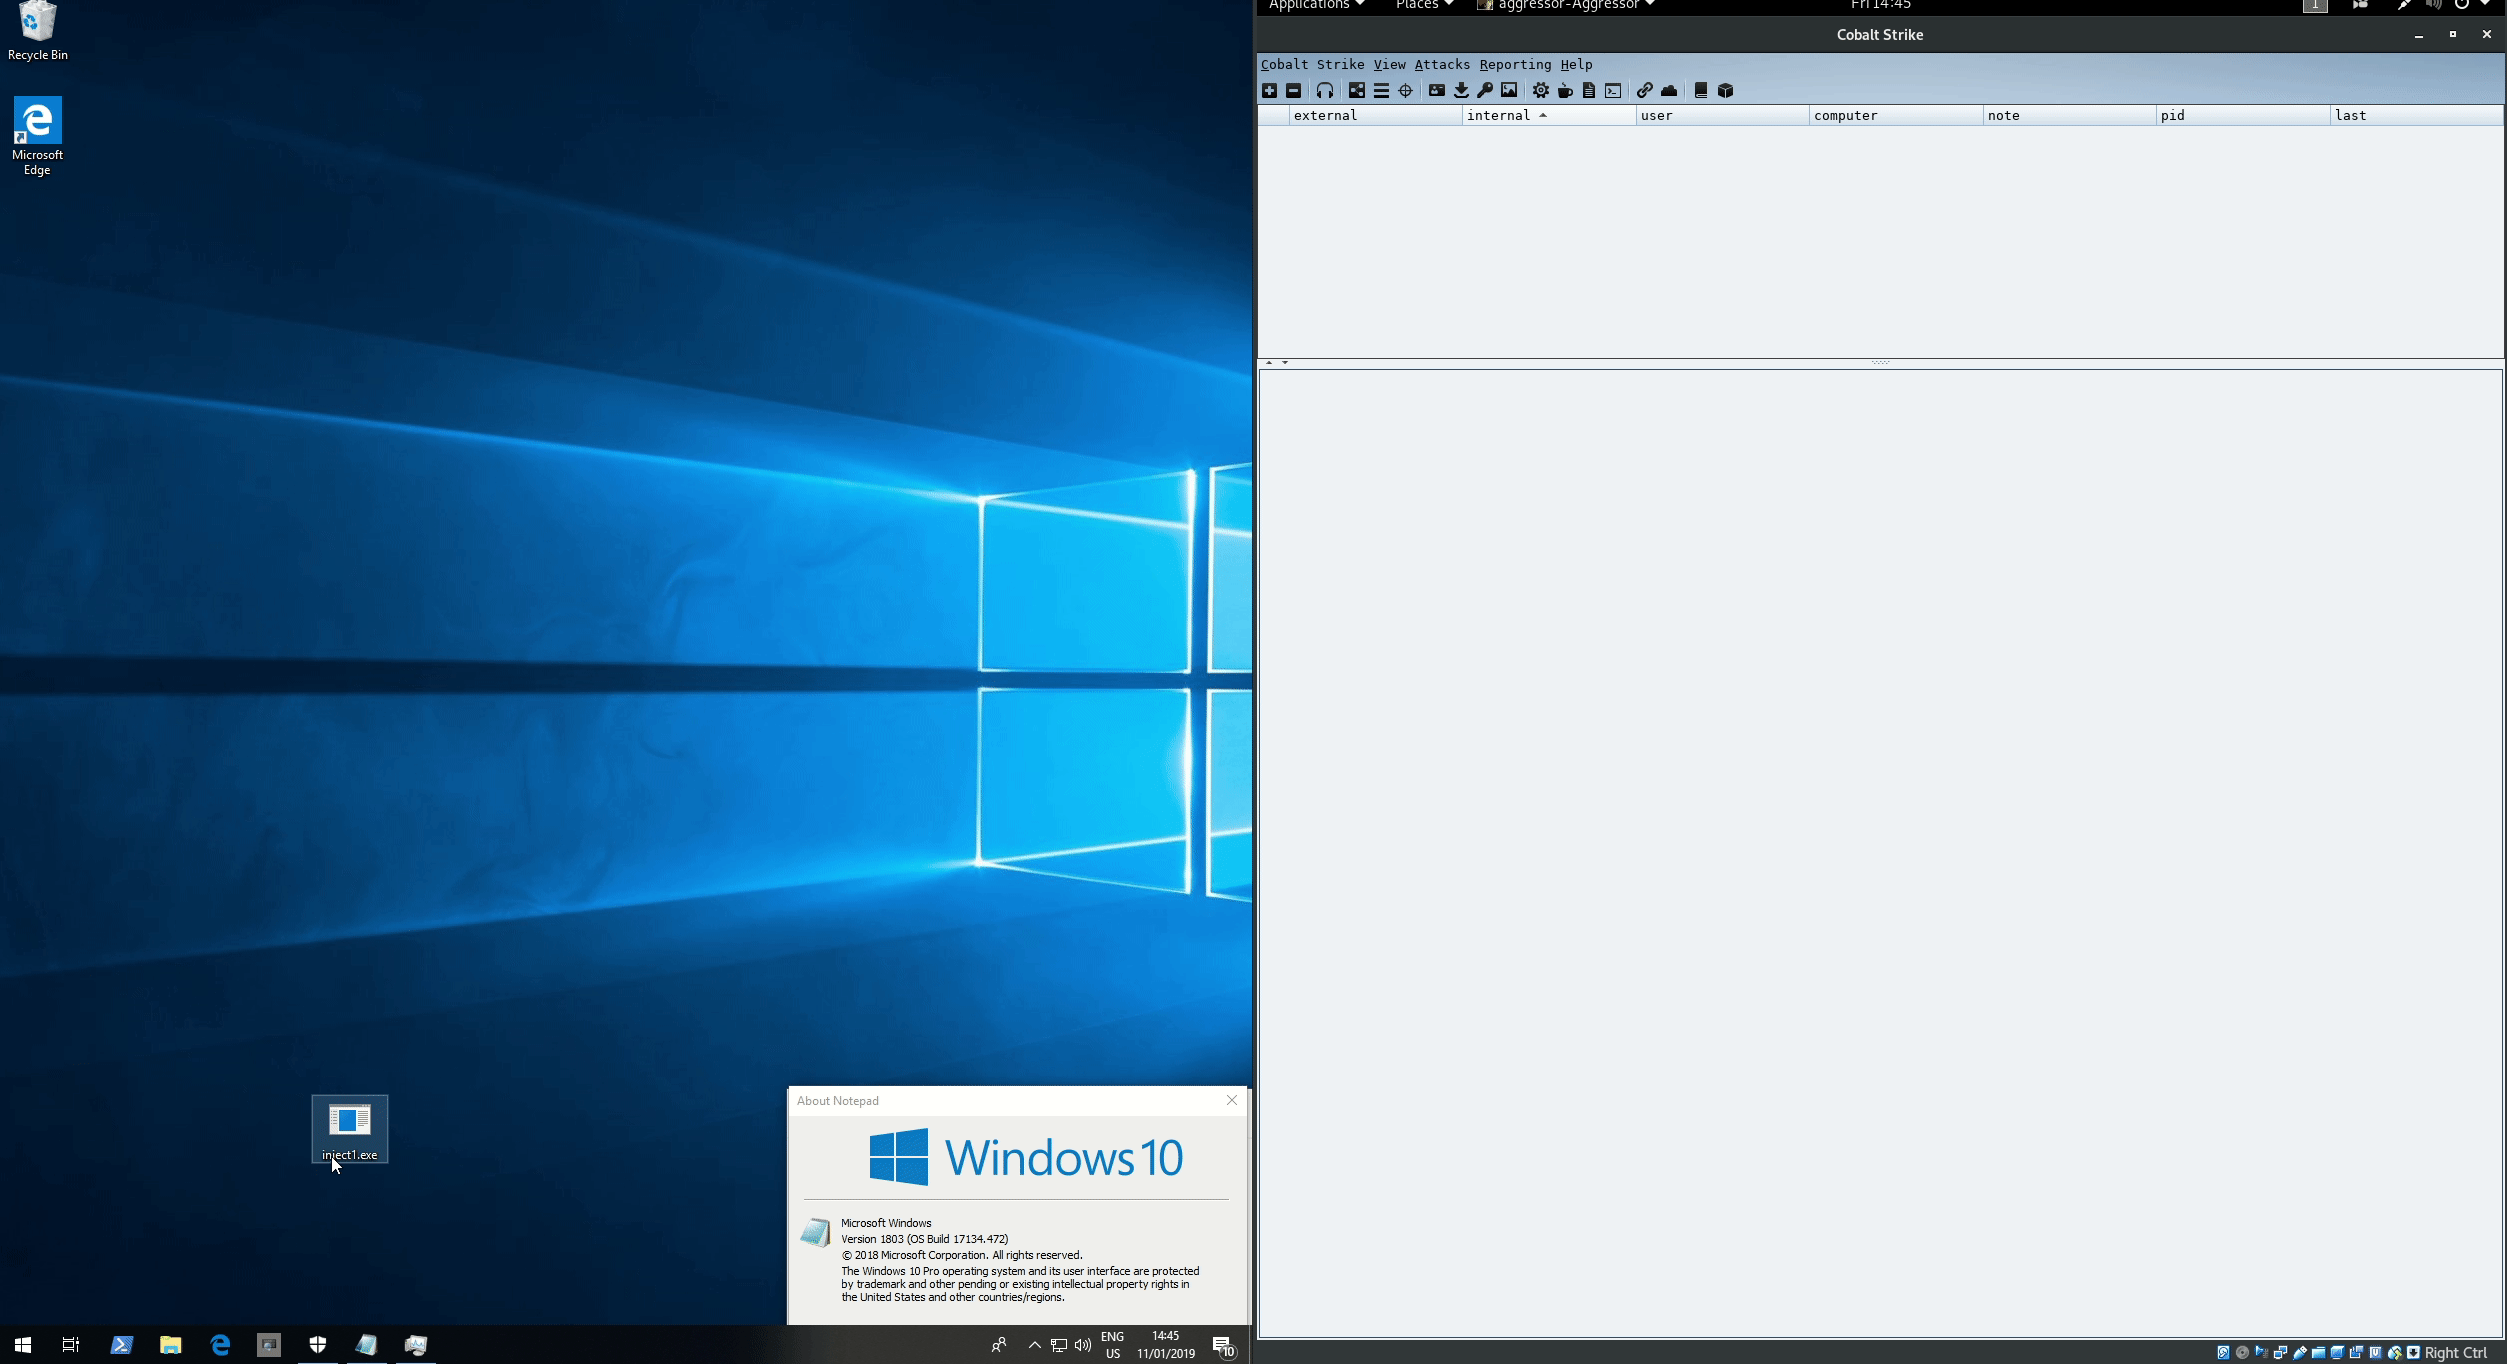 Recycle Bin
Microsoft
Edge
inject1.exe
About Notepad
Windows 10
Microsoft Windows
Version 1803 (OS Build 17134.472)
© 2018 Microsoft Corporation. All rights reserved.
The Windows 10 Pro operating system and its user interface are protected
by trademark and other pending or existing intellectual property rights in
the United States and other countries/regions.
ENG
US
14:45
11/01/2019
10
Applications Places aggressor-Aggressor Fri 14:45 1
Cobalt Strike
Cobalt Strike View Attacks Reporting Help
external internal user computer note pid last
Right Ctrl